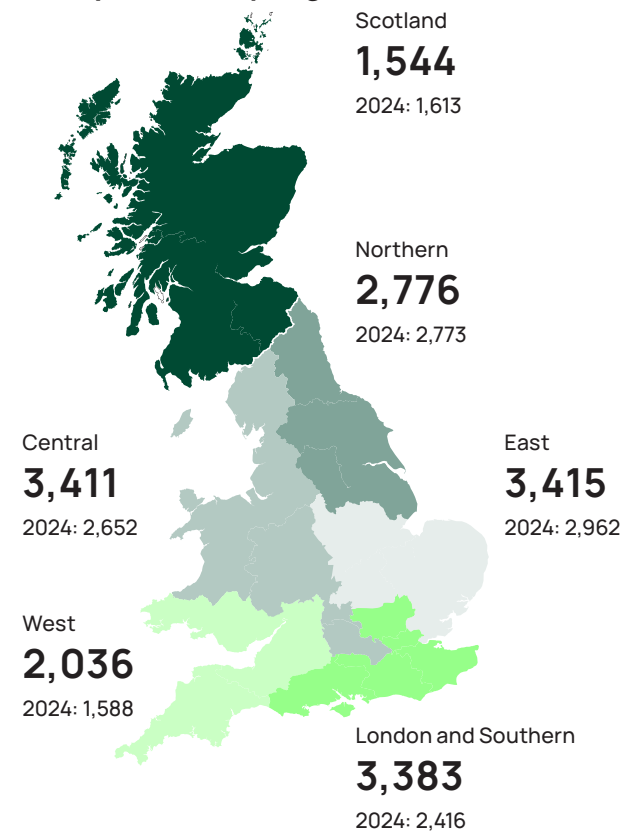 Scotland
1,544
2024: 1,613
Northern
2,776
2024: 2,773
Central
3,411
2024: 2,652
East
3,415
2024: 2,962
West
2,036
2024: 1,588
London and Southern
3,383
2024: 2,416